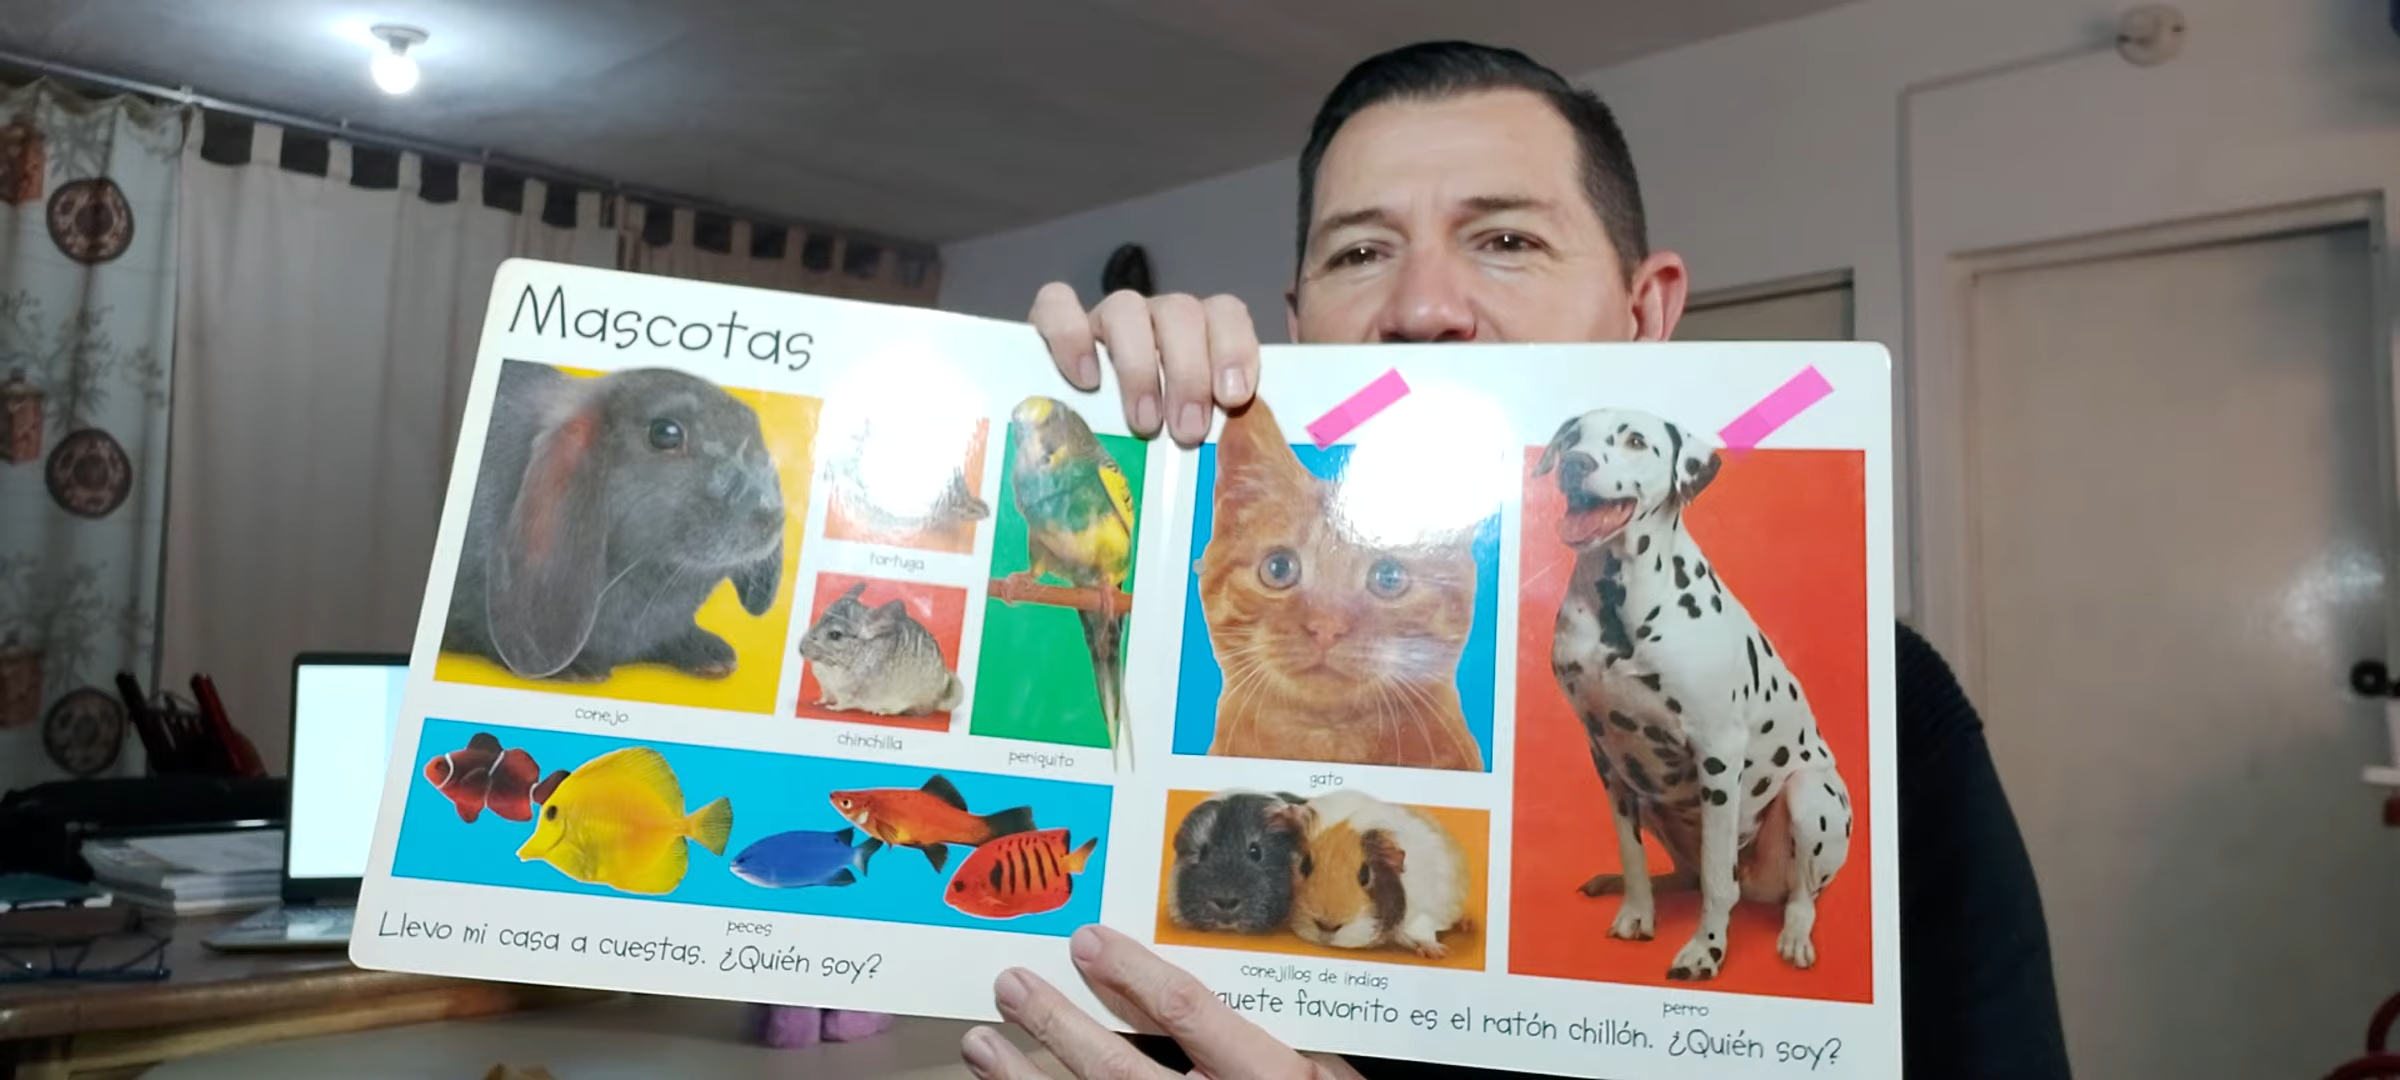 Mascotas
tortuga
conejo
chinchilla
periquito
peces
Llevo mi casa a cuestas. ¿Quién soy?
gato
conejillos de indias
perro
favorito es el ratón chillón. ¿Quién soy?